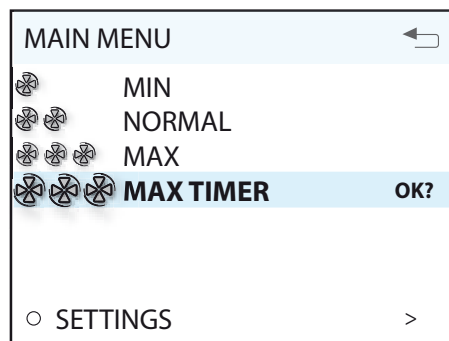 MAIN MENU
MIN
NORMAL
MAX
MAX TIMER OK?
SETTINGS >